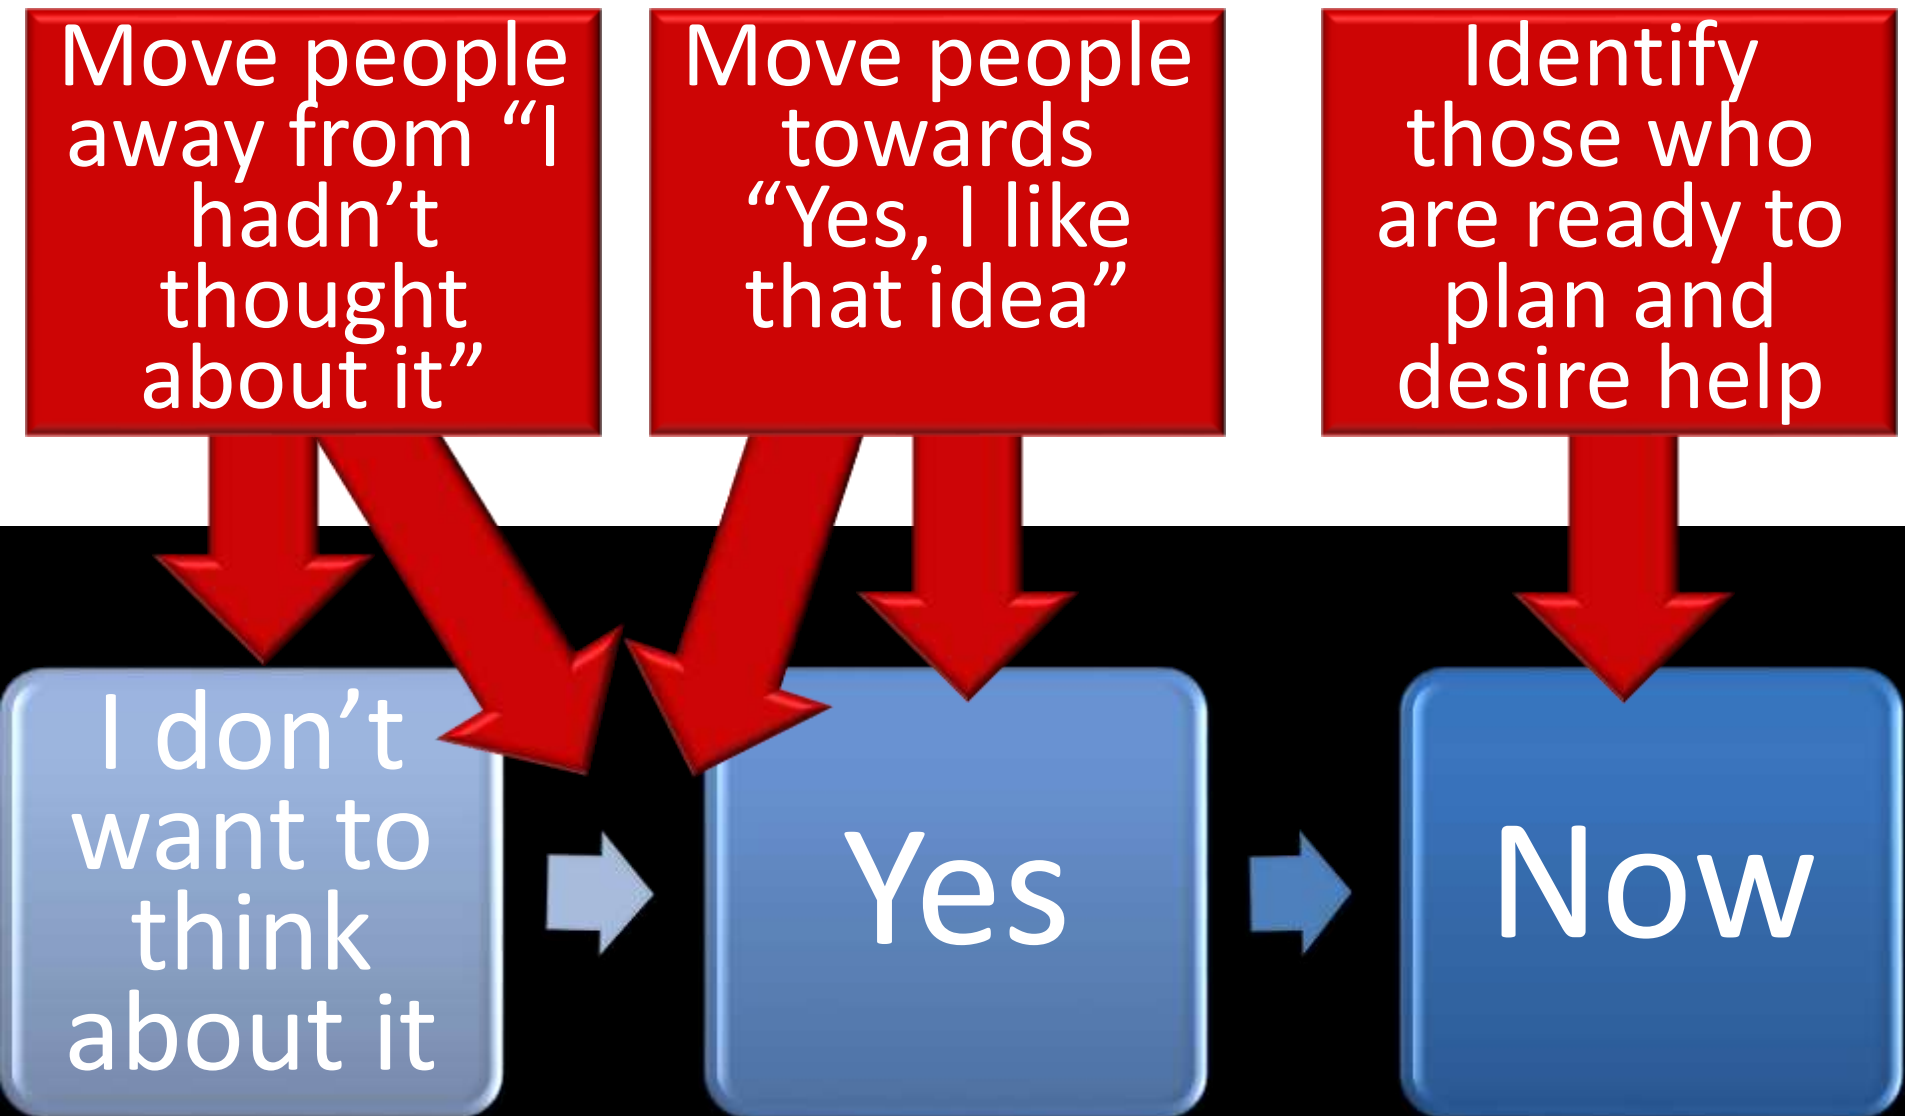 Move people
away from “I
hadn’t
thought
about it”
Move people
towards
“Yes, I like
that idea”
Identify
those who
are ready to
plan and
desire help
I don’t
want to
think
about it
Yes
Now